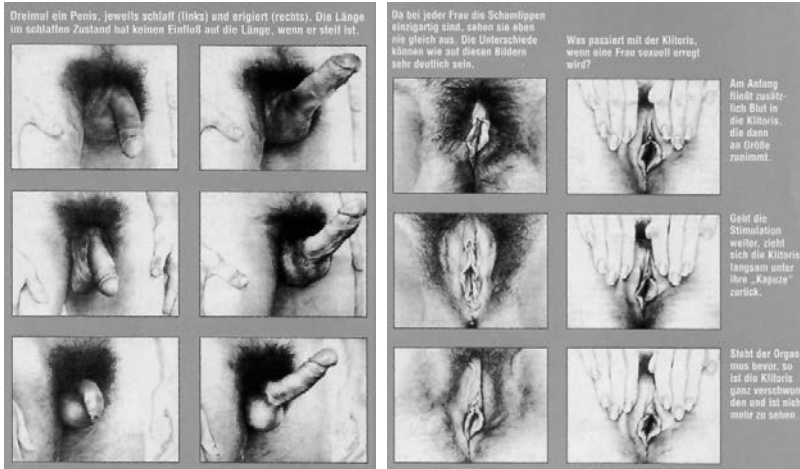 Dreimal ein Penis, jeweils schlaff (links) und erigiert (rechts). Die Länge
im schlaffen Zustand hat keinen Einfluß auf die Länge, wenn er steif ist.
Da bei jeder Frau die Schamlippen
einzigartig sind, sehen sie eben
nie gleich aus. Die Unterschiede
können wie auf diesen Bildern
sehr deutlich sein.
Was passiert mit der Klitoris,
wenn eine Frau sexuell erregt
wird?
Am Anfang
fließt zusätz-
lich Blut in
die Klitoris,
die dann
an Größe
zunimmt.
Geht die
Stimulation
weiter, zieht
sich die Klitoris
langsam unter
ihre „Kapuze"
zurück.
Steht der Orgas
mus bevor, so
ist die Klitoris
ganz verschwun
den und ist nich
mehr zu sehen.